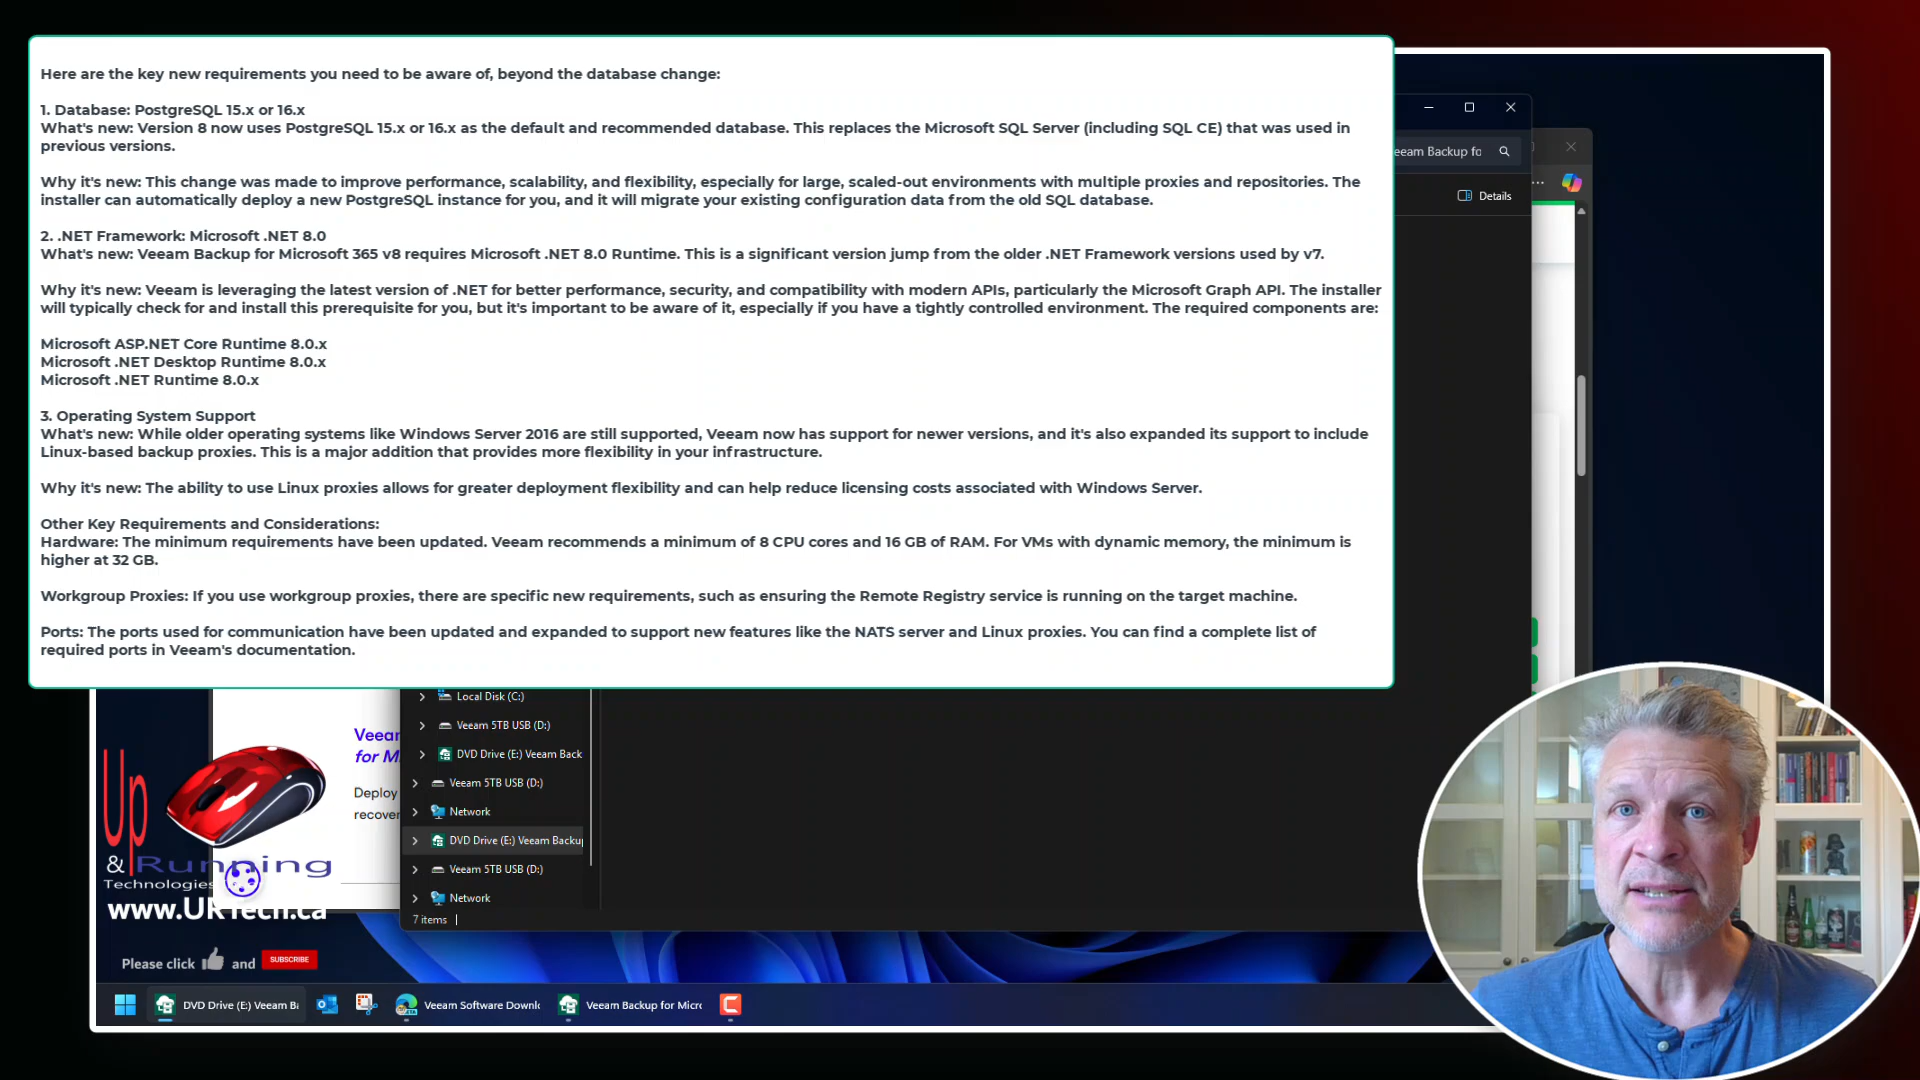 Here are the key new requirements you need to be aware of, beyond the database change:
1. Database: PostgreSQL 15.x or 16.x
What's new: Version 8 now uses PostgreSQL 15.x or 16.x as the default and recommended database. This replaces the Microsoft SQL Server (including SQL CE) that was used in
previous versions.
Why it's new: This change was made to improve performance, scalability, and flexibility, especially for large, scaled-out environments with multiple proxies and repositories. The
installer can automatically deploy a new PostgreSQL instance for you, and it will migrate your existing configuration data from the old SQL database.
2. .NET Framework: Microsoft .NET 8.0
What's new: Veeam Backup for Microsoft 365 v8 requires Microsoft .NET 8.0 Runtime. This is a significant version jump from the older .NET Framework versions used by v7.
Why it's new: Veeam is leveraging the latest version of .NET for better performance, security, and compatibility with modern APIs, particularly the Microsoft Graph API. The installer
will typically check for and install this prerequisite for you, but it's important to be aware of it, especially if you have a tightly controlled environment. The required components are:
Microsoft ASP.NET Core Runtime 8.0.x
Microsoft .NET Desktop Runtime 8.0.x
Microsoft .NET Runtime 8.0.x
3. Operating System Support
What's new: While older operating systems like Windows Server 2016 are still supported, Veeam now has support for newer versions, and it's also expanded its support to include
Linux-based backup proxies. This is a major addition that provides more flexibility in your infrastructure.
Why it's new: The ability to use Linux proxies allows for greater deployment flexibility and can help reduce licensing costs associated with Windows Server.
Other Key Requirements and Considerations:
Hardware: The minimum requirements have been updated. Veeam recommends a minimum of 8 CPU cores and 16 GB of RAM. For VMs with dynamic memory, the minimum is
higher at 32 GB.
Workgroup Proxies: If you use workgroup proxies, there are specific new requirements, such as ensuring the Remote Registry service is running on the target machine.
Ports: The ports used for communication have been updated and expanded to support new features like the NATS server and Linux proxies. You can find a complete list of
required ports in Veeam's documentation.
eeam Backup fo
Details
Local Disk (C:)
Veeam 5TB USB (D:)
DVD Drive (E:) Veeam Back
Veeam 5TB USB (D:)
Network
DVD Drive (E:) Veeam Backup
Veeam 5TB USB (D:)
Network
7 items
Veear
for M
Deploy
recover
Up
& Running
Technologies
www.URTech.ca
Please click and SUBSCRIBE
DVD Drive (E:) Veeam Ba
Veeam Software Downl
Veeam Backup for Micro